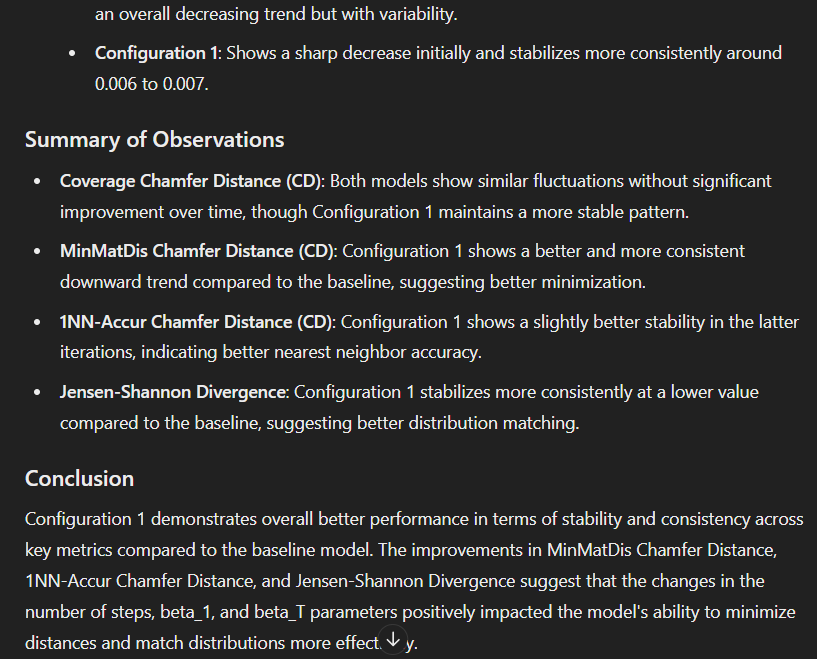 an overall decreasing trend but with variability.
• Configuration 1: Shows a sharp decrease initially and stabilizes more consistently around
0.006 to 0.007.
Summary of Observations
• Coverage Chamfer Distance (CD): Both models show similar fluctuations without significant
improvement over time, though Configuration 1 maintains a more stable pattern.
• MinMatDis Chamfer Distance (CD): Configuration 1 shows a better and more consistent
downward trend compared to the baseline, suggesting better minimization.
• 1NN-Accur Chamfer Distance (CD): Configuration 1 shows a slightly better stability in the latter
iterations, indicating better nearest neighbor accuracy.
• Jensen-Shannon Divergence: Configuration 1 stabilizes more consistently at a lower value
compared to the baseline, suggesting better distribution matching.
Conclusion
Configuration 1 demonstrates overall better performance in terms of stability and consistency across
key metrics compared to the baseline model. The improvements in MinMatDis Chamfer Distance,
1NN-Accur Chamfer Distance, and Jensen-Shannon Divergence suggest that the changes in the
number of steps, beta_1, and beta_T parameters positively impacted the model's ability to minimize
distances and match distributions more